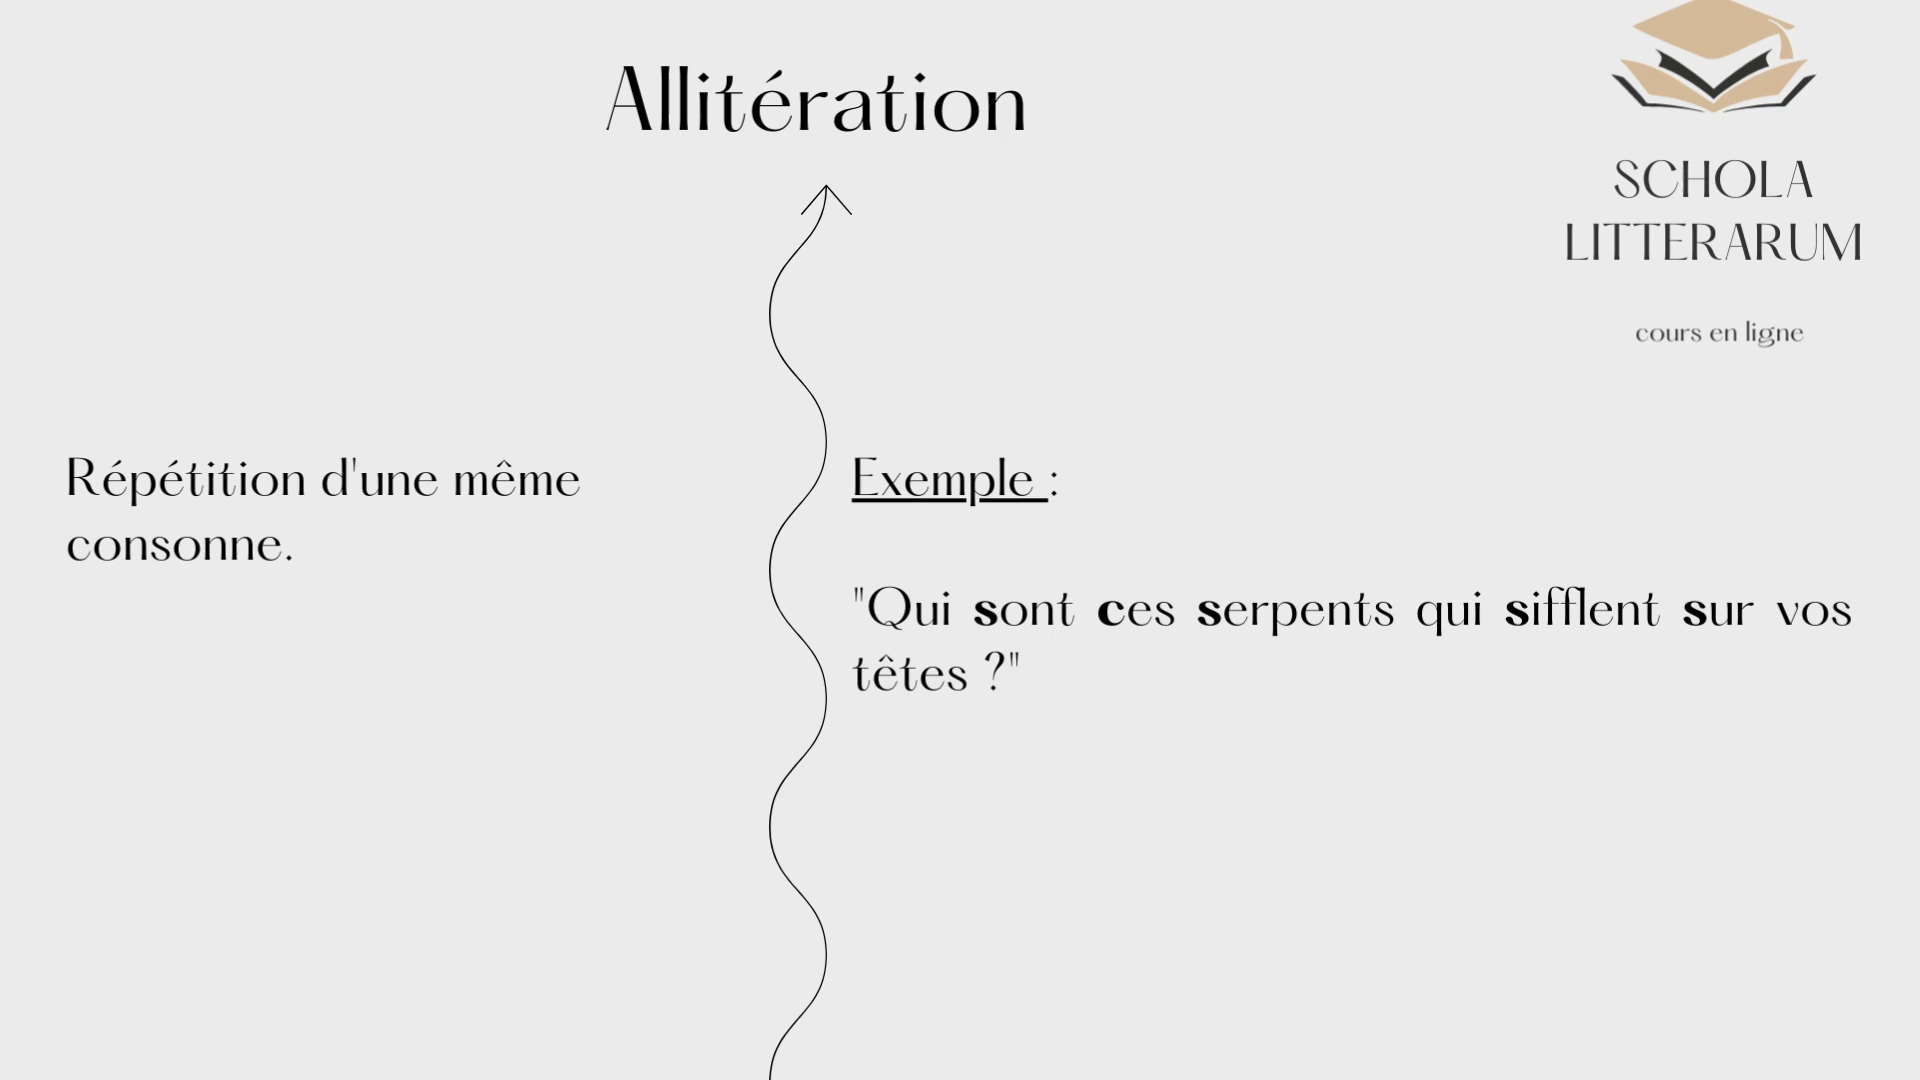 Allitération
SCHOLA
LITTERARUM
cours en ligne
Répétition d'une même
consonne.
Exemple :
"Qui sont ces serpents qui sifflent sur vos
têtes ?"